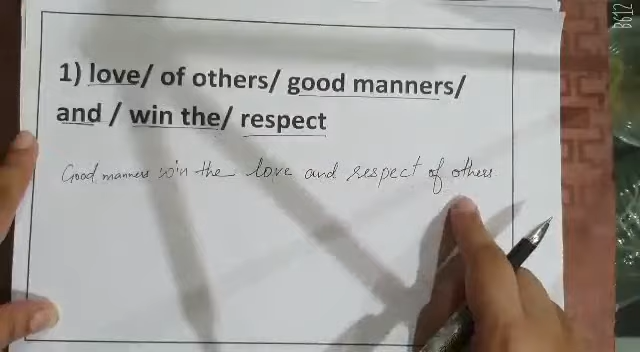 1) love/ of others/ good manners/
and / win the/ respect
Good manners win the love and respect of others
B612